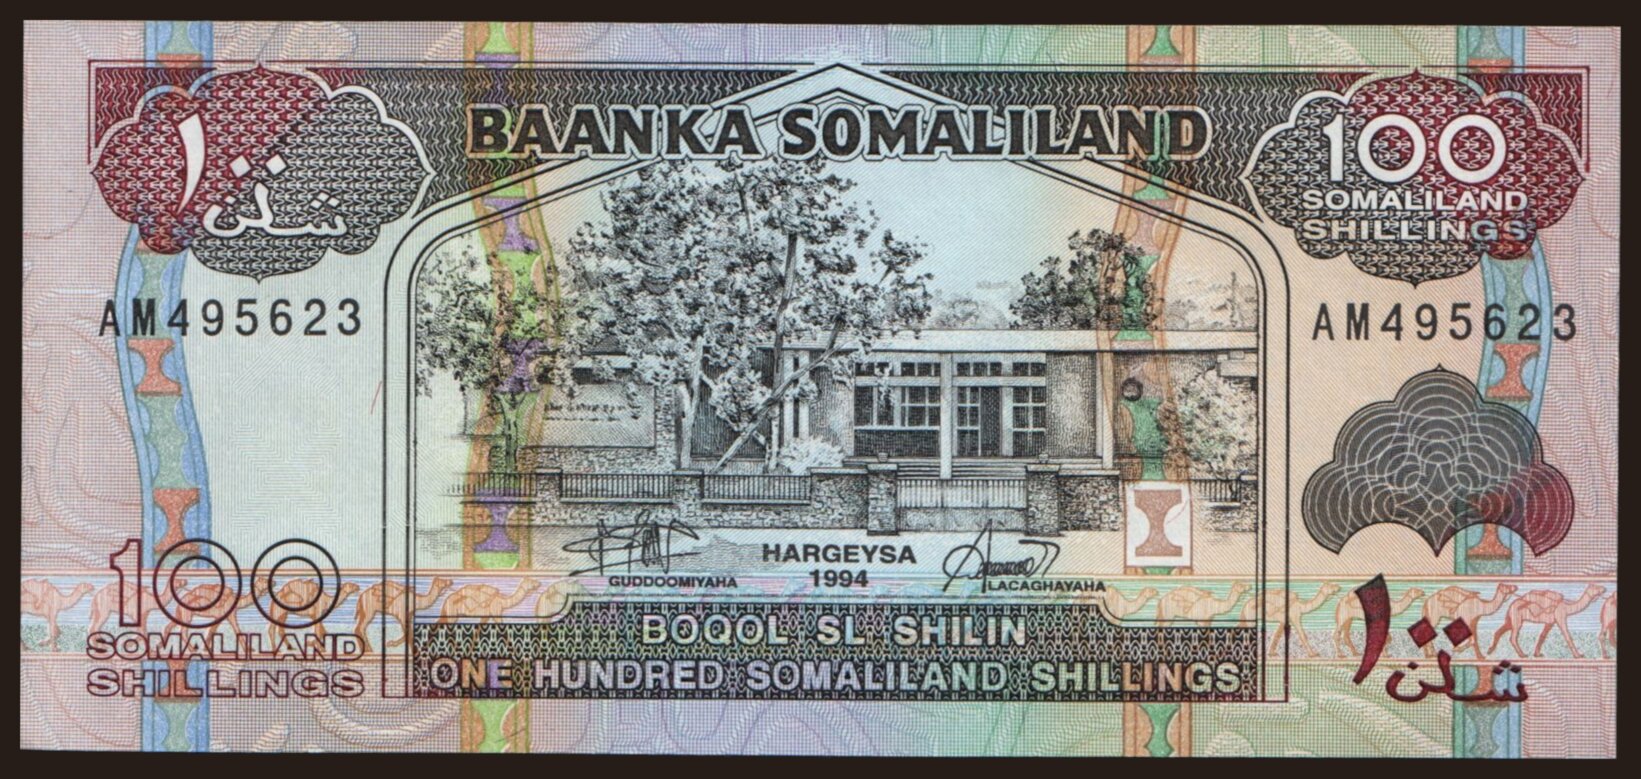 BAANKA SOMALILAND
١٠٠
شلن
100
SOMALILAND
SHILLINGS
AM495623
AM495623
HARGEYSA
1994
GUDDOOMIYAHA
LACAGHAYAHA
100
SOMALILAND
SHILLINGS
BOQOL SL SHILIN
ONE HUNDRED SOMALILAND SHILLINGS
١٠٠
شلن